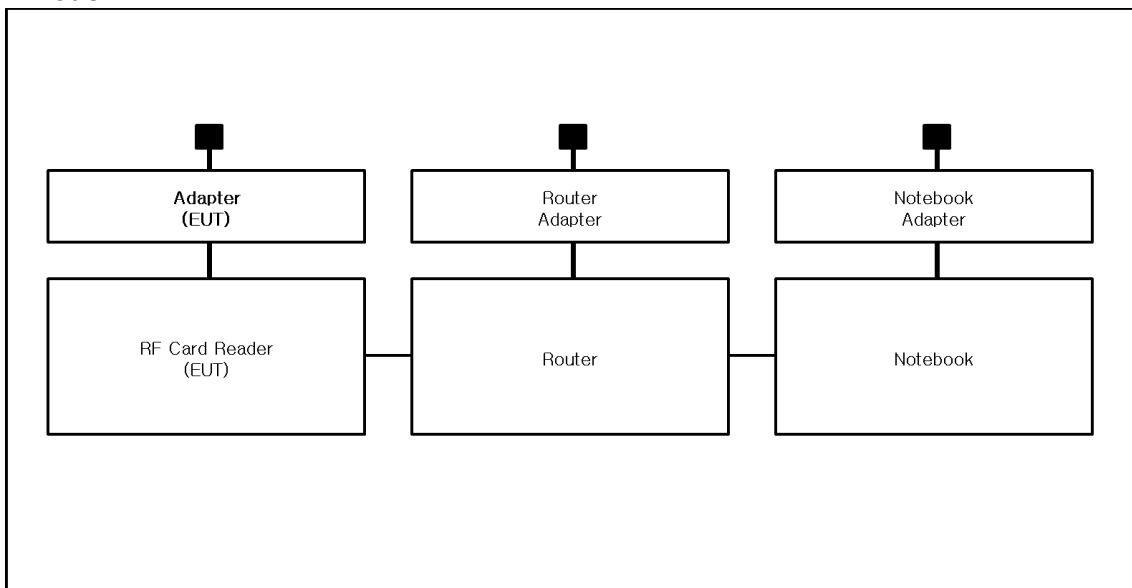 Adapter
(EUT)
Router
Adapter
Notebook
Adapter
RF Card Reader
(EUT)
Router
Notebook